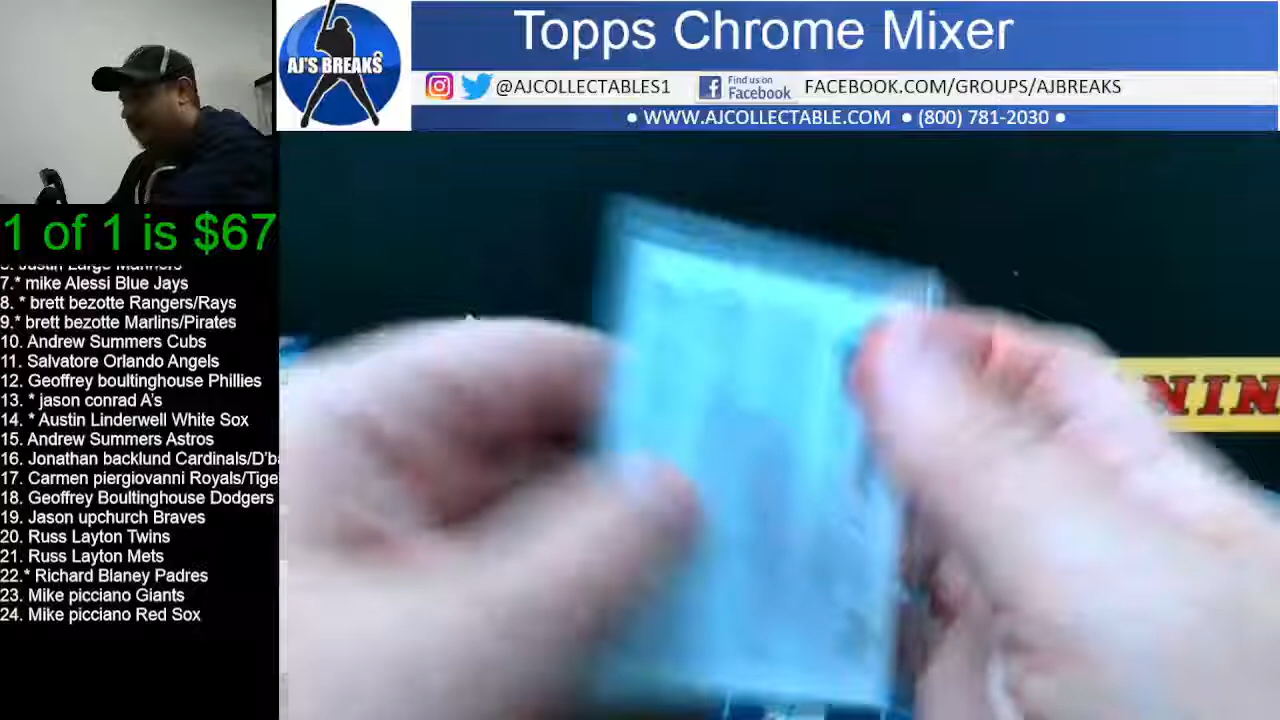 Topps Chrome Mixer
AJ'S BREAKS
@AJCOLLECTABLES1
Find us on
Facebook
FACEBOOK.COM/GROUPS/AJBREAKS
• WWW.AJCOLLECTABLE.COM • (800) 781-2030 •
1 of 1 is $67
7.* mike Alessi Blue Jays
8. * brett bezotte Rangers/Rays
9.* brett bezotte Marlins/Pirates
10. Andrew Summers Cubs
11. Salvatore Orlando Angels
12. Geoffrey boultinghouse Phillies
13. * jason conrad A's
14. * Austin Linderwell White Sox
15. Andrew Summers Astros
16. Jonathan backlund Cardinals/D'b
17. Carmen piergiovanni Royals/Tige
18. Geoffrey Boultinghouse Dodgers
19. Jason upchurch Braves
20. Russ Layton Twins
21. Russ Layton Mets
22.* Richard Blaney Padres
23. Mike picciano Giants
24. Mike picciano Red Sox
NIN